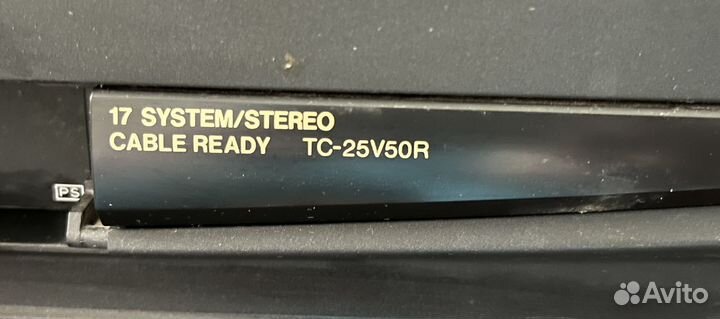 17 SYSTEM/STEREO
CABLE READY TC-25V50R
PS
Avito